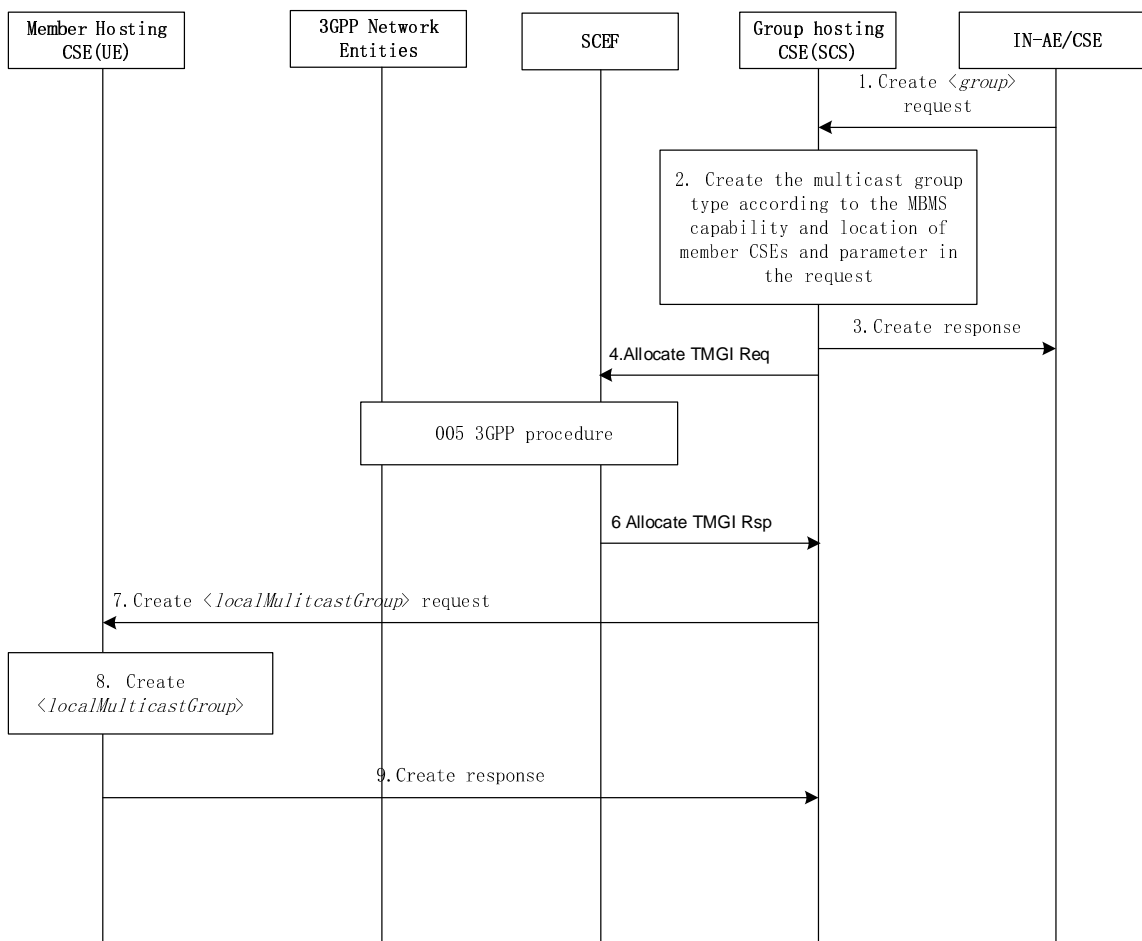 Member Hosting
CSE(UE)
3GPP Network
Entities
SCEF
Group hosting
CSE(SCS)
IN-AE/CSE
1.Create <group>
request
2. Create the multicast group
type according to the MBMS
capability and location of
member CSEs and parameter in
the request
3.Create response
4.Allocate TMGI Req
005 3GPP procedure
6 Allocate TMGI Rsp
7.Create <localMulitcastGroup> request
8. Create
<localMulticastGroup>
9.Create response